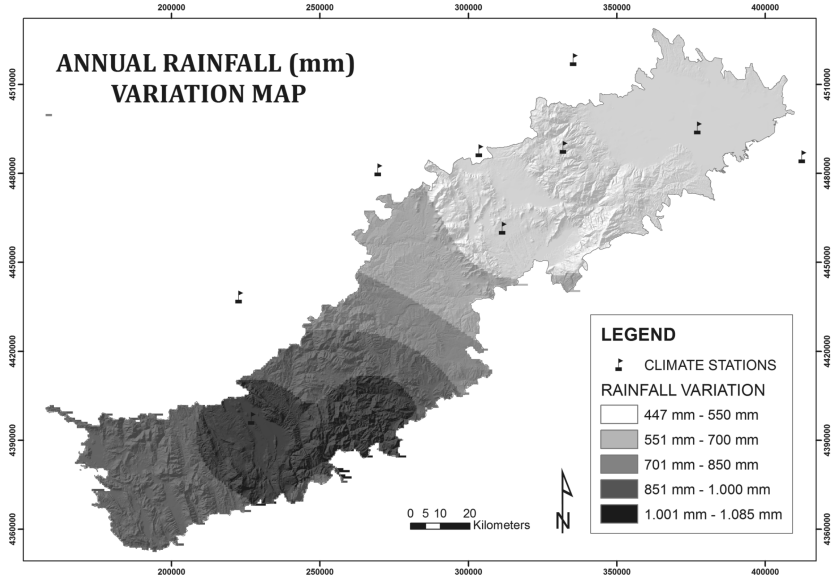 200000 250000 300000 350000 400000
ANNUAL RAINFALL (mm)
VARIATION MAP
4510000 4510000
4480000 4480000
4450000 4450000
4420000 4420000
4390000 4390000
4360000 4360000
LEGEND
CLIMATE STATIONS
RAINFALL VARIATION
447 mm - 550 mm
551 mm - 700 mm
701 mm - 850 mm
851 mm - 1.000 mm
1.001 mm - 1.085 mm
0 5 10 20
Kilometers
N
200000 250000 300000 350000 400000